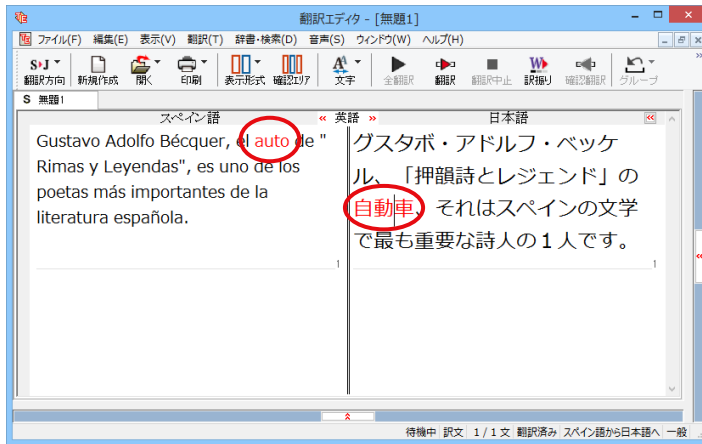 翻訳エディタ - [無題1]
ファイル(F) 編集(E) 表示(V) 翻訳(T) 辞書・検索(D) 音声(S) ウィンドウ(W) ヘルプ(H)
S›J
翻訳方向 新規作成 開く 印刷 表示形式 確認エリア 文字 全翻訳 翻訳 翻訳中止 訳振り 確認翻訳 グループ
S 無題1
スペイン語 « 英語 » 日本語 «
Gustavo Adolfo Bécquer, el auto de "
Rimas y Leyendas", es uno de los
poetas más importantes de la
literatura española.
1
グスタボ・アドルフ・ベッケ
ル、「押韻詩とレジェンド」の
自動車、それはスペインの文学
で最も重要な詩人の１人です。
1
待機中 訳文 1 / 1 文 翻訳済み スペイン語から日本語へ 一般